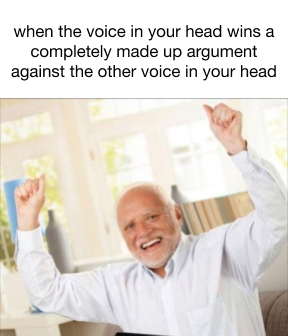 when the voice in your head wins a
completely made up argument
against the other voice in your head